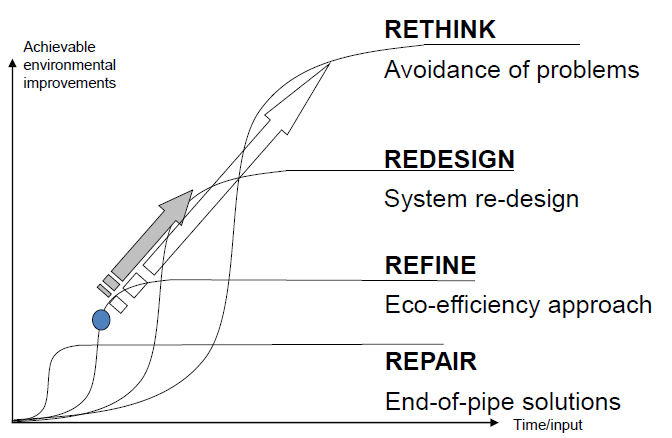 Achievable
environmental
improvements
RETHINK
Avoidance of problems
REDESIGN
System re-design
REFINE
Eco-efficiency approach
REPAIR
End-of-pipe solutions
Time/input